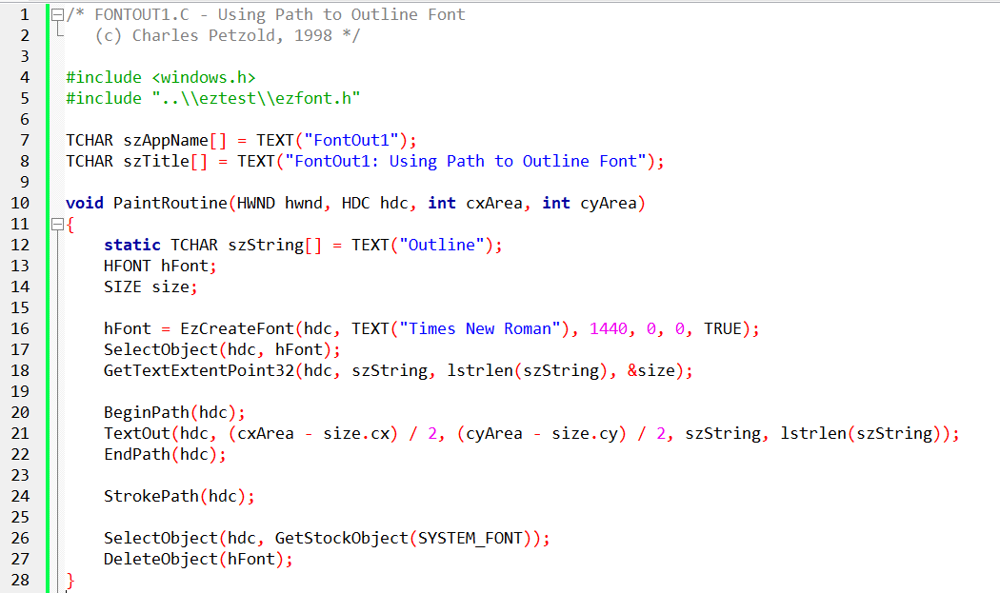 1 /* FONTOUT1.C - Using Path to Outline Font
2    (c) Charles Petzold, 1998 */
3
4 #include <windows.h>
5 #include "..\\eztest\\ezfont.h"
6
7 TCHAR szAppName[] = TEXT("FontOut1");
8 TCHAR szTitle[] = TEXT("FontOut1: Using Path to Outline Font");
9
10 void PaintRoutine(HWND hwnd, HDC hdc, int cxArea, int cyArea)
11 {
12     static TCHAR szString[] = TEXT("Outline");
13     HFONT hFont;
14     SIZE size;
15
16     hFont = EzCreateFont(hdc, TEXT("Times New Roman"), 1440, 0, 0, TRUE);
17     SelectObject(hdc, hFont);
18     GetTextExtentPoint32(hdc, szString, lstrlen(szString), &size);
19
20     BeginPath(hdc);
21     TextOut(hdc, (cxArea - size.cx) / 2, (cyArea - size.cy) / 2, szString, lstrlen(szString));
22     EndPath(hdc);
23
24     StrokePath(hdc);
25
26     SelectObject(hdc, GetStockObject(SYSTEM_FONT));
27     DeleteObject(hFont);
28 }